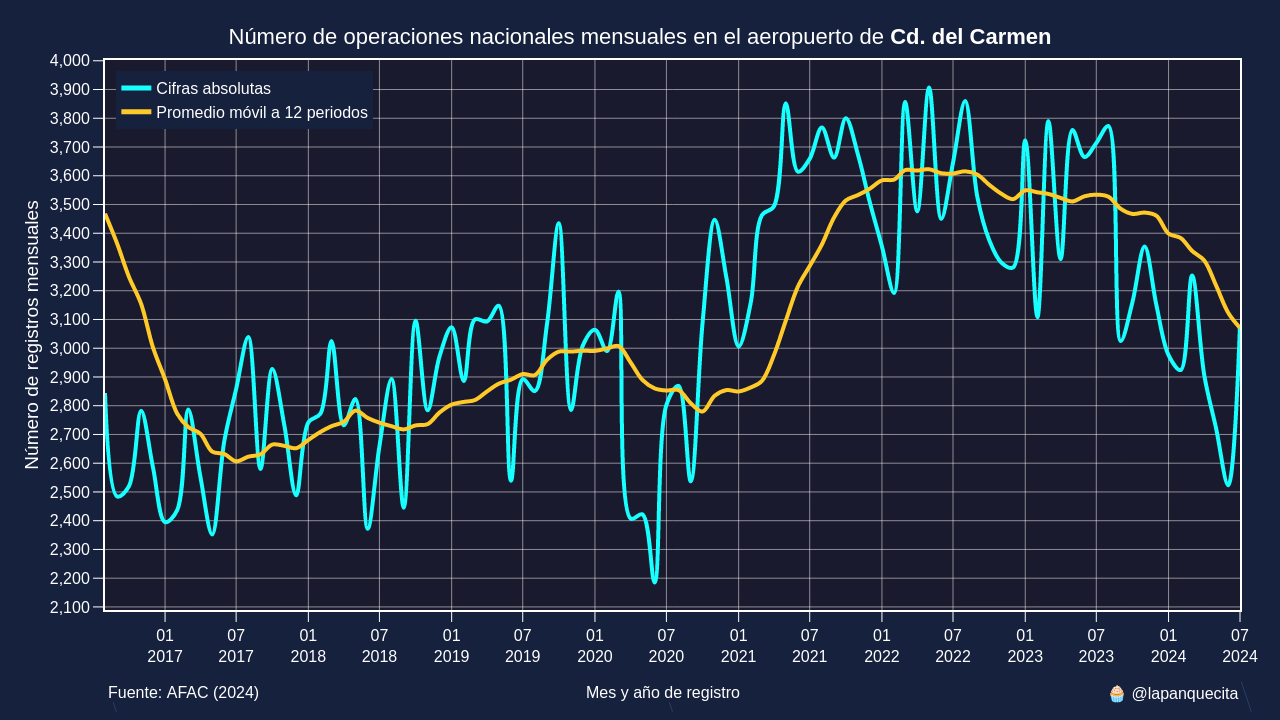 Número de operaciones nacionales mensuales en el aeropuerto de Cd. del Carmen
Cifras absolutas
Promedio móvil a 12 periodos
Número de registros mensuales
4,000
3,900
3,800
3,700
3,600
3,500
3,400
3,300
3,200
3,100
3,000
2,900
2,800
2,700
2,600
2,500
2,400
2,300
2,200
2,100
01 07 01 07 01 07 01 07 01 07 01 07 01 07 01 07
2017 2017 2018 2018 2019 2019 2020 2020 2021 2021 2022 2022 2023 2023 2024 2024
Fuente: AFAC (2024)
Mes y año de registro
🧁 @lapanquecita